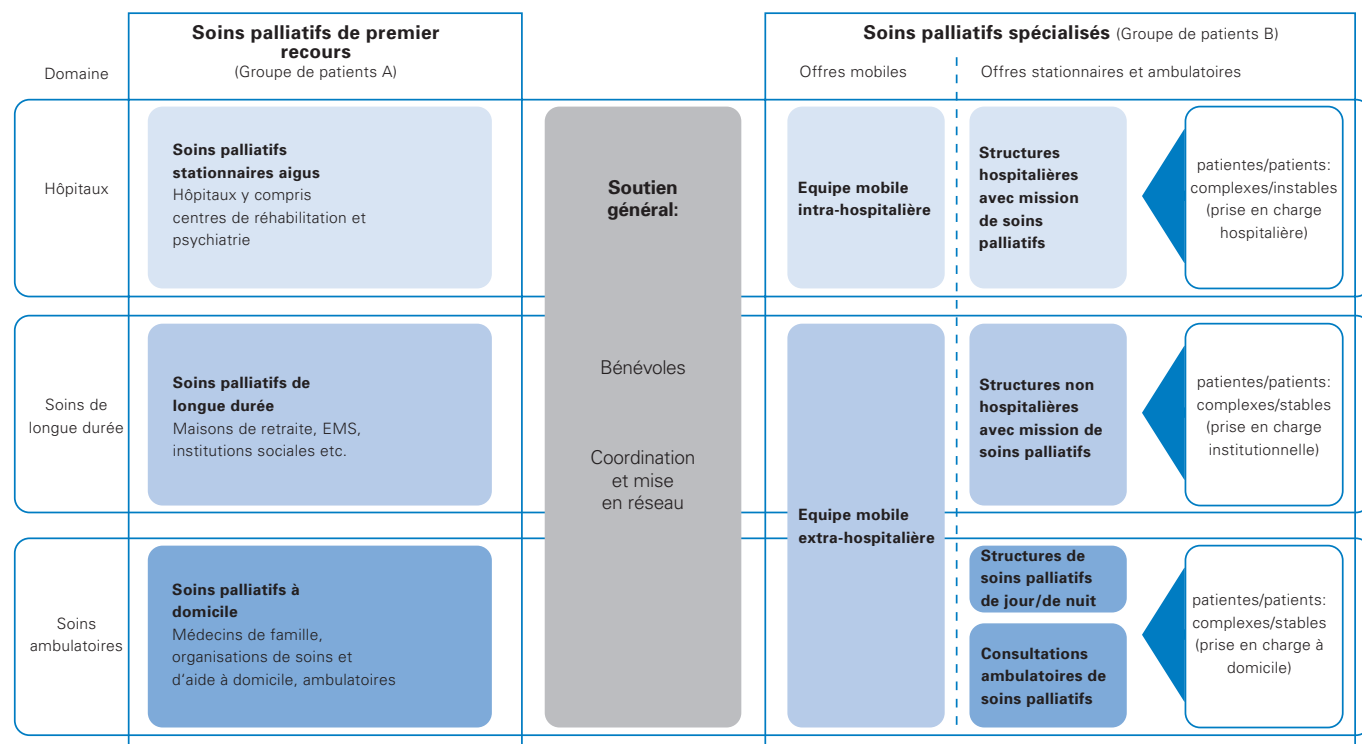 Soins palliatifs de premier
recours
(Groupe de patients A)
Soins palliatifs spécialisés (Groupe de patients B)
Domaine
Offres mobiles
Offres stationnaires et ambulatoires
Hôpitaux
Soins palliatifs
stationnaires aigus
Hôpitaux y compris
centres de réhabilitation et
psychiatrie
Soutien
général:
Bénévoles
Coordination
et mise
en réseau
Equipe mobile
intra-hospitalière
Structures
hospitalières
avec mission
de soins
palliatifs
patientes/patients:
complexes/instables
(prise en charge
hospitalière)
Soins de
longue durée
Soins palliatifs de
longue durée
Maisons de retraite, EMS,
institutions sociales etc.
Equipe mobile
extra-hospitalière
Structures non
hospitalières
avec mission de
soins palliatifs
patientes/patients:
complexes/stables
(prise en charge
institutionnelle)
Soins
ambulatoires
Soins palliatifs à
domicile
Médecins de famille,
organisations de soins et
d'aide à domicile, ambulatoires
Structures de
soins palliatifs
de jour/de nuit
Consultations
ambulatoires de
soins palliatifs
patientes/patients:
complexes/stables
(prise en charge à
domicile)